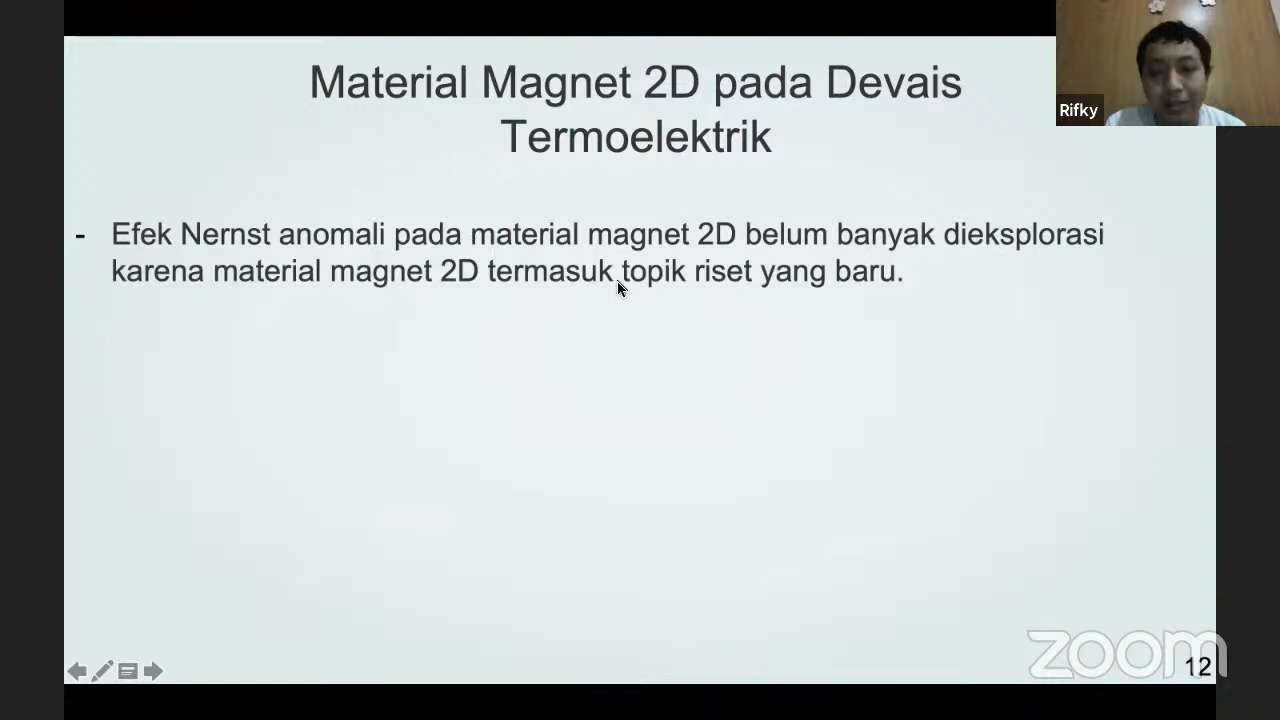 Material Magnet 2D pada Devais
Termoelektrik
Rifky
- Efek Nernst anomali pada material magnet 2D belum banyak dieksplorasi
karena material magnet 2D termasuk topik riset yang baru.
zoom
12